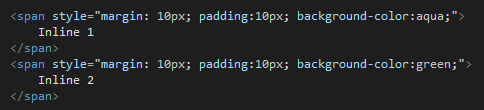 <span style="margin: 10px; padding:10px; background-color:aqua;">
    Inline 1
</span>
<span style="margin: 10px; padding:10px; background-color:green;">
    Inline 2
</span>